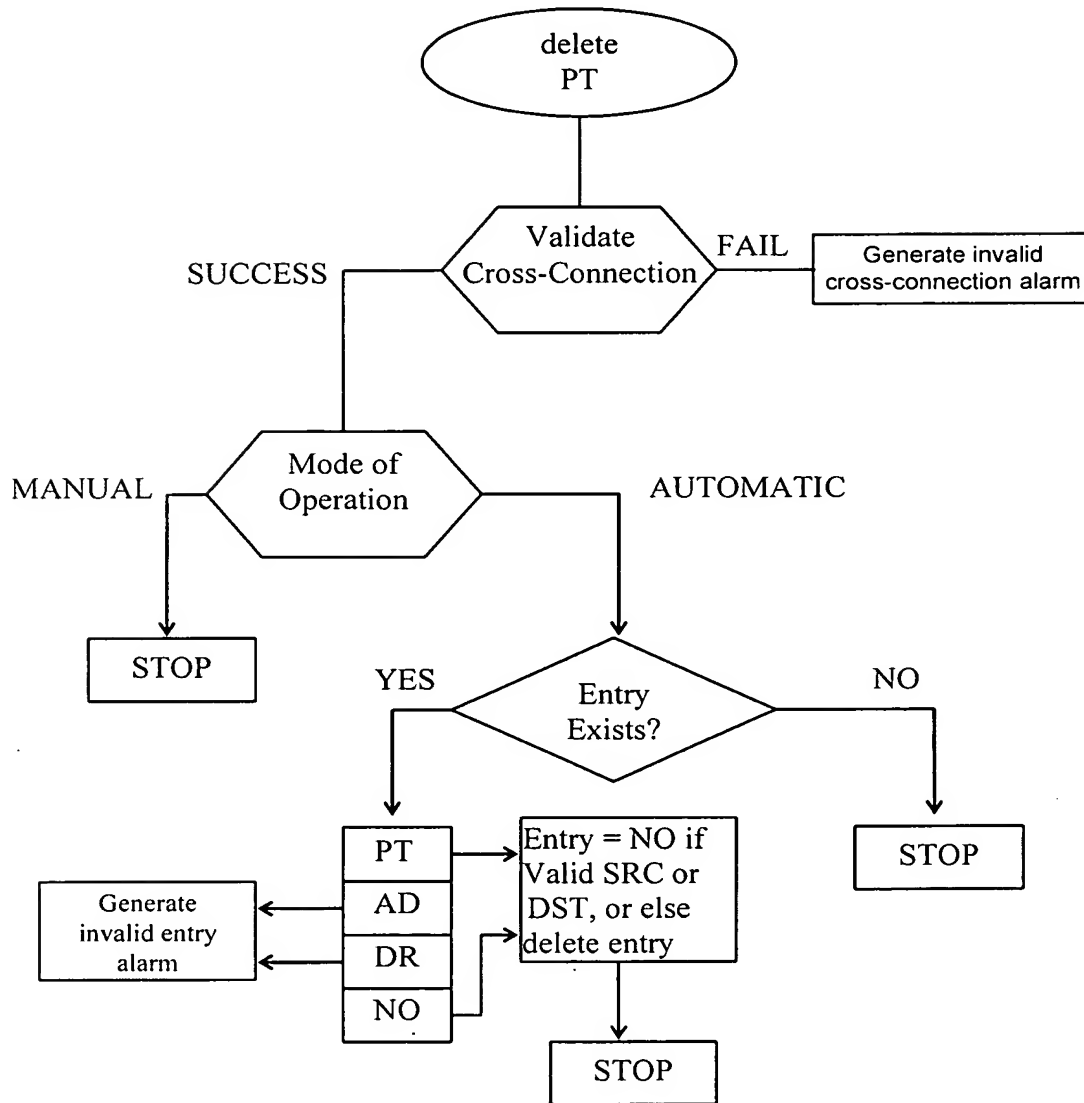 delete
PT
Validate
Cross-Connection
FAIL
Generate invalid
cross-connection alarm
SUCCESS
Mode of
Operation
MANUAL
AUTOMATIC
STOP
YES
Entry
Exists?
NO
STOP
PT
AD
DR
NO
Entry = NO if
Valid SRC or
DST, or else
delete entry
Generate
invalid entry
alarm
STOP